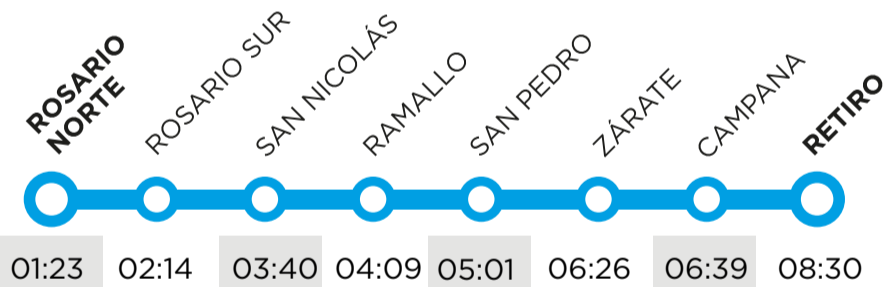 ROSARIO
NORTE
ROSARIO SUR
SAN NICOLÁS
RAMALLO
SAN PEDRO
ZÁRATE
CAMPANA
RETIRO
01:23 02:14 03:40 04:09 05:01 06:26 06:39 08:30